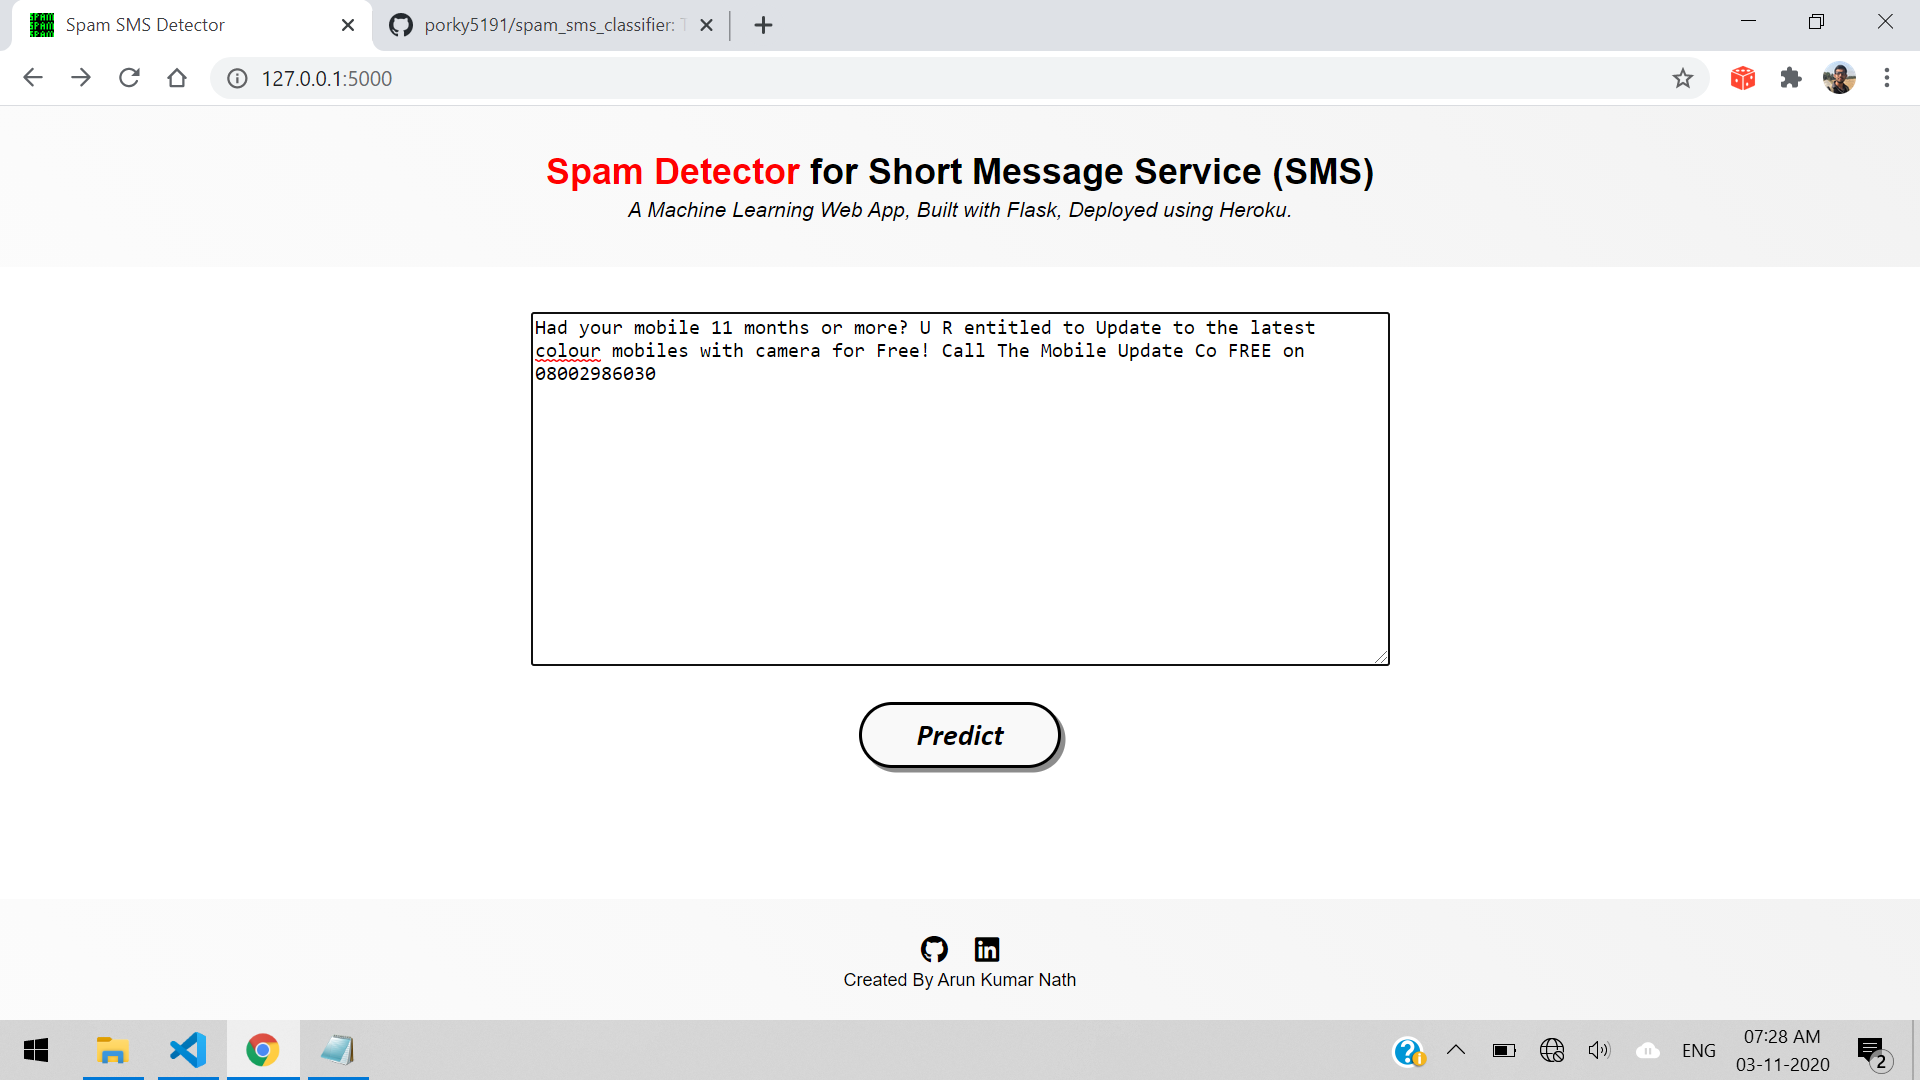 Spam SMS Detector
porky5191/spam_sms_classifier:
127.0.0.1:5000
Spam Detector for Short Message Service (SMS)
A Machine Learning Web App, Built with Flask, Deployed using Heroku.
Had your mobile 11 months or more? U R entitled to Update to the latest
colour mobiles with camera for Free! Call The Mobile Update Co FREE on
08002986030
Predict
Created By Arun Kumar Nath
ENG
07:28 AM
03-11-2020
2